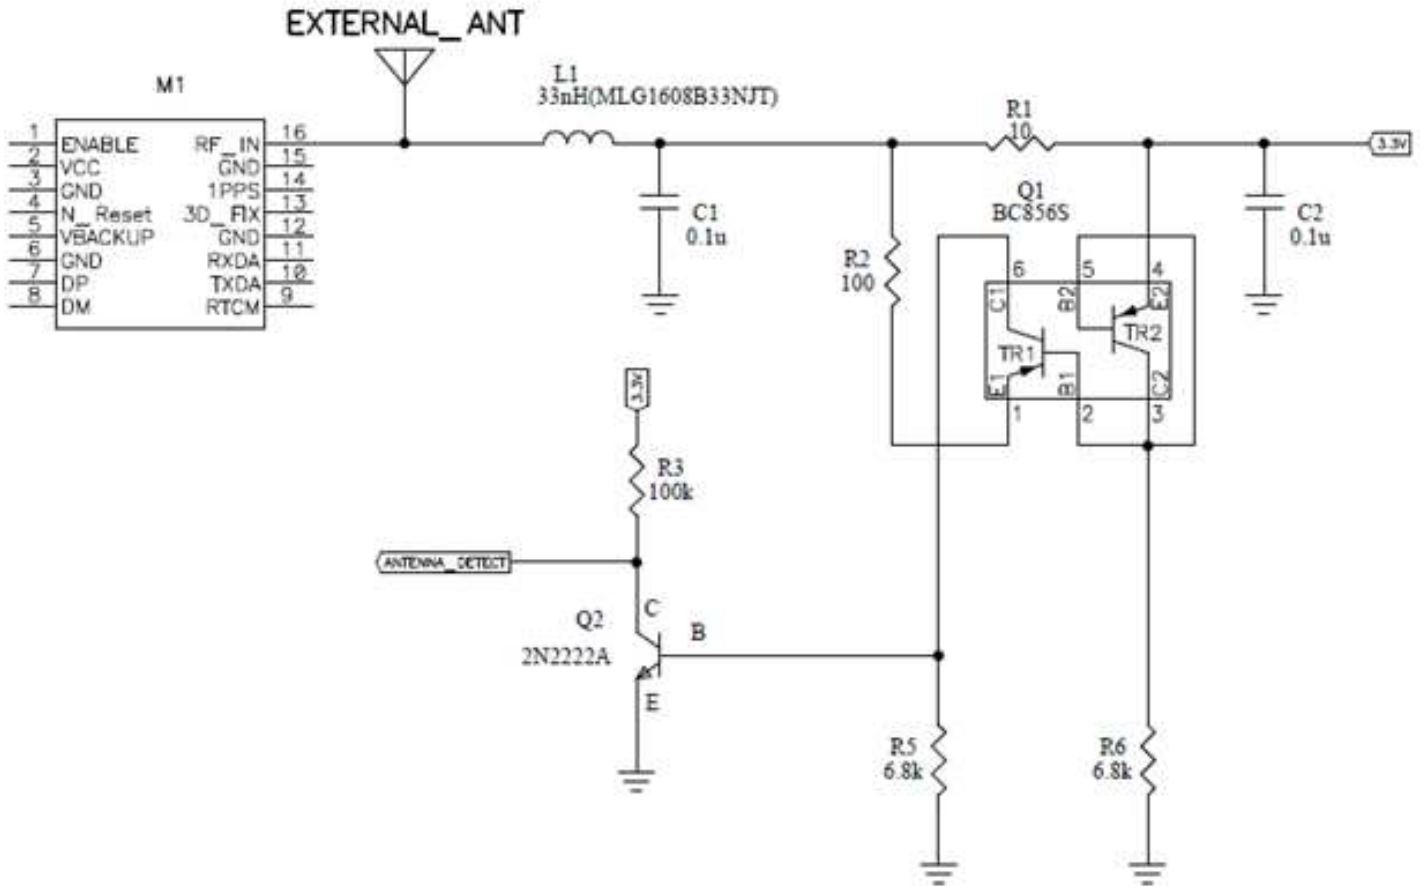 EXTERNAL_ANT
M1
L1
33nH(MLG1608B33NJT)
R1
10
3.3V
1 ENABLE RF_IN 16
2 VCC GND 15
3 GND 1PPS 14
4 N_Reset 3D_FIX 13
5 VBACKUP GND 12
6 GND RXDA 11
7 DP TXDA 10
8 DM RTCM 9
C1
0.1u
Q1
BC856S
C2
0.1u
R2
100
6 5 4
C1 B2 E2
TR1 TR2
E1 B1 C2
1 2 3
3.3V
R3
100k
ANTENNA_DETECT
Q2
2N2222A
C
B
E
R5
6.8k
R6
6.8k